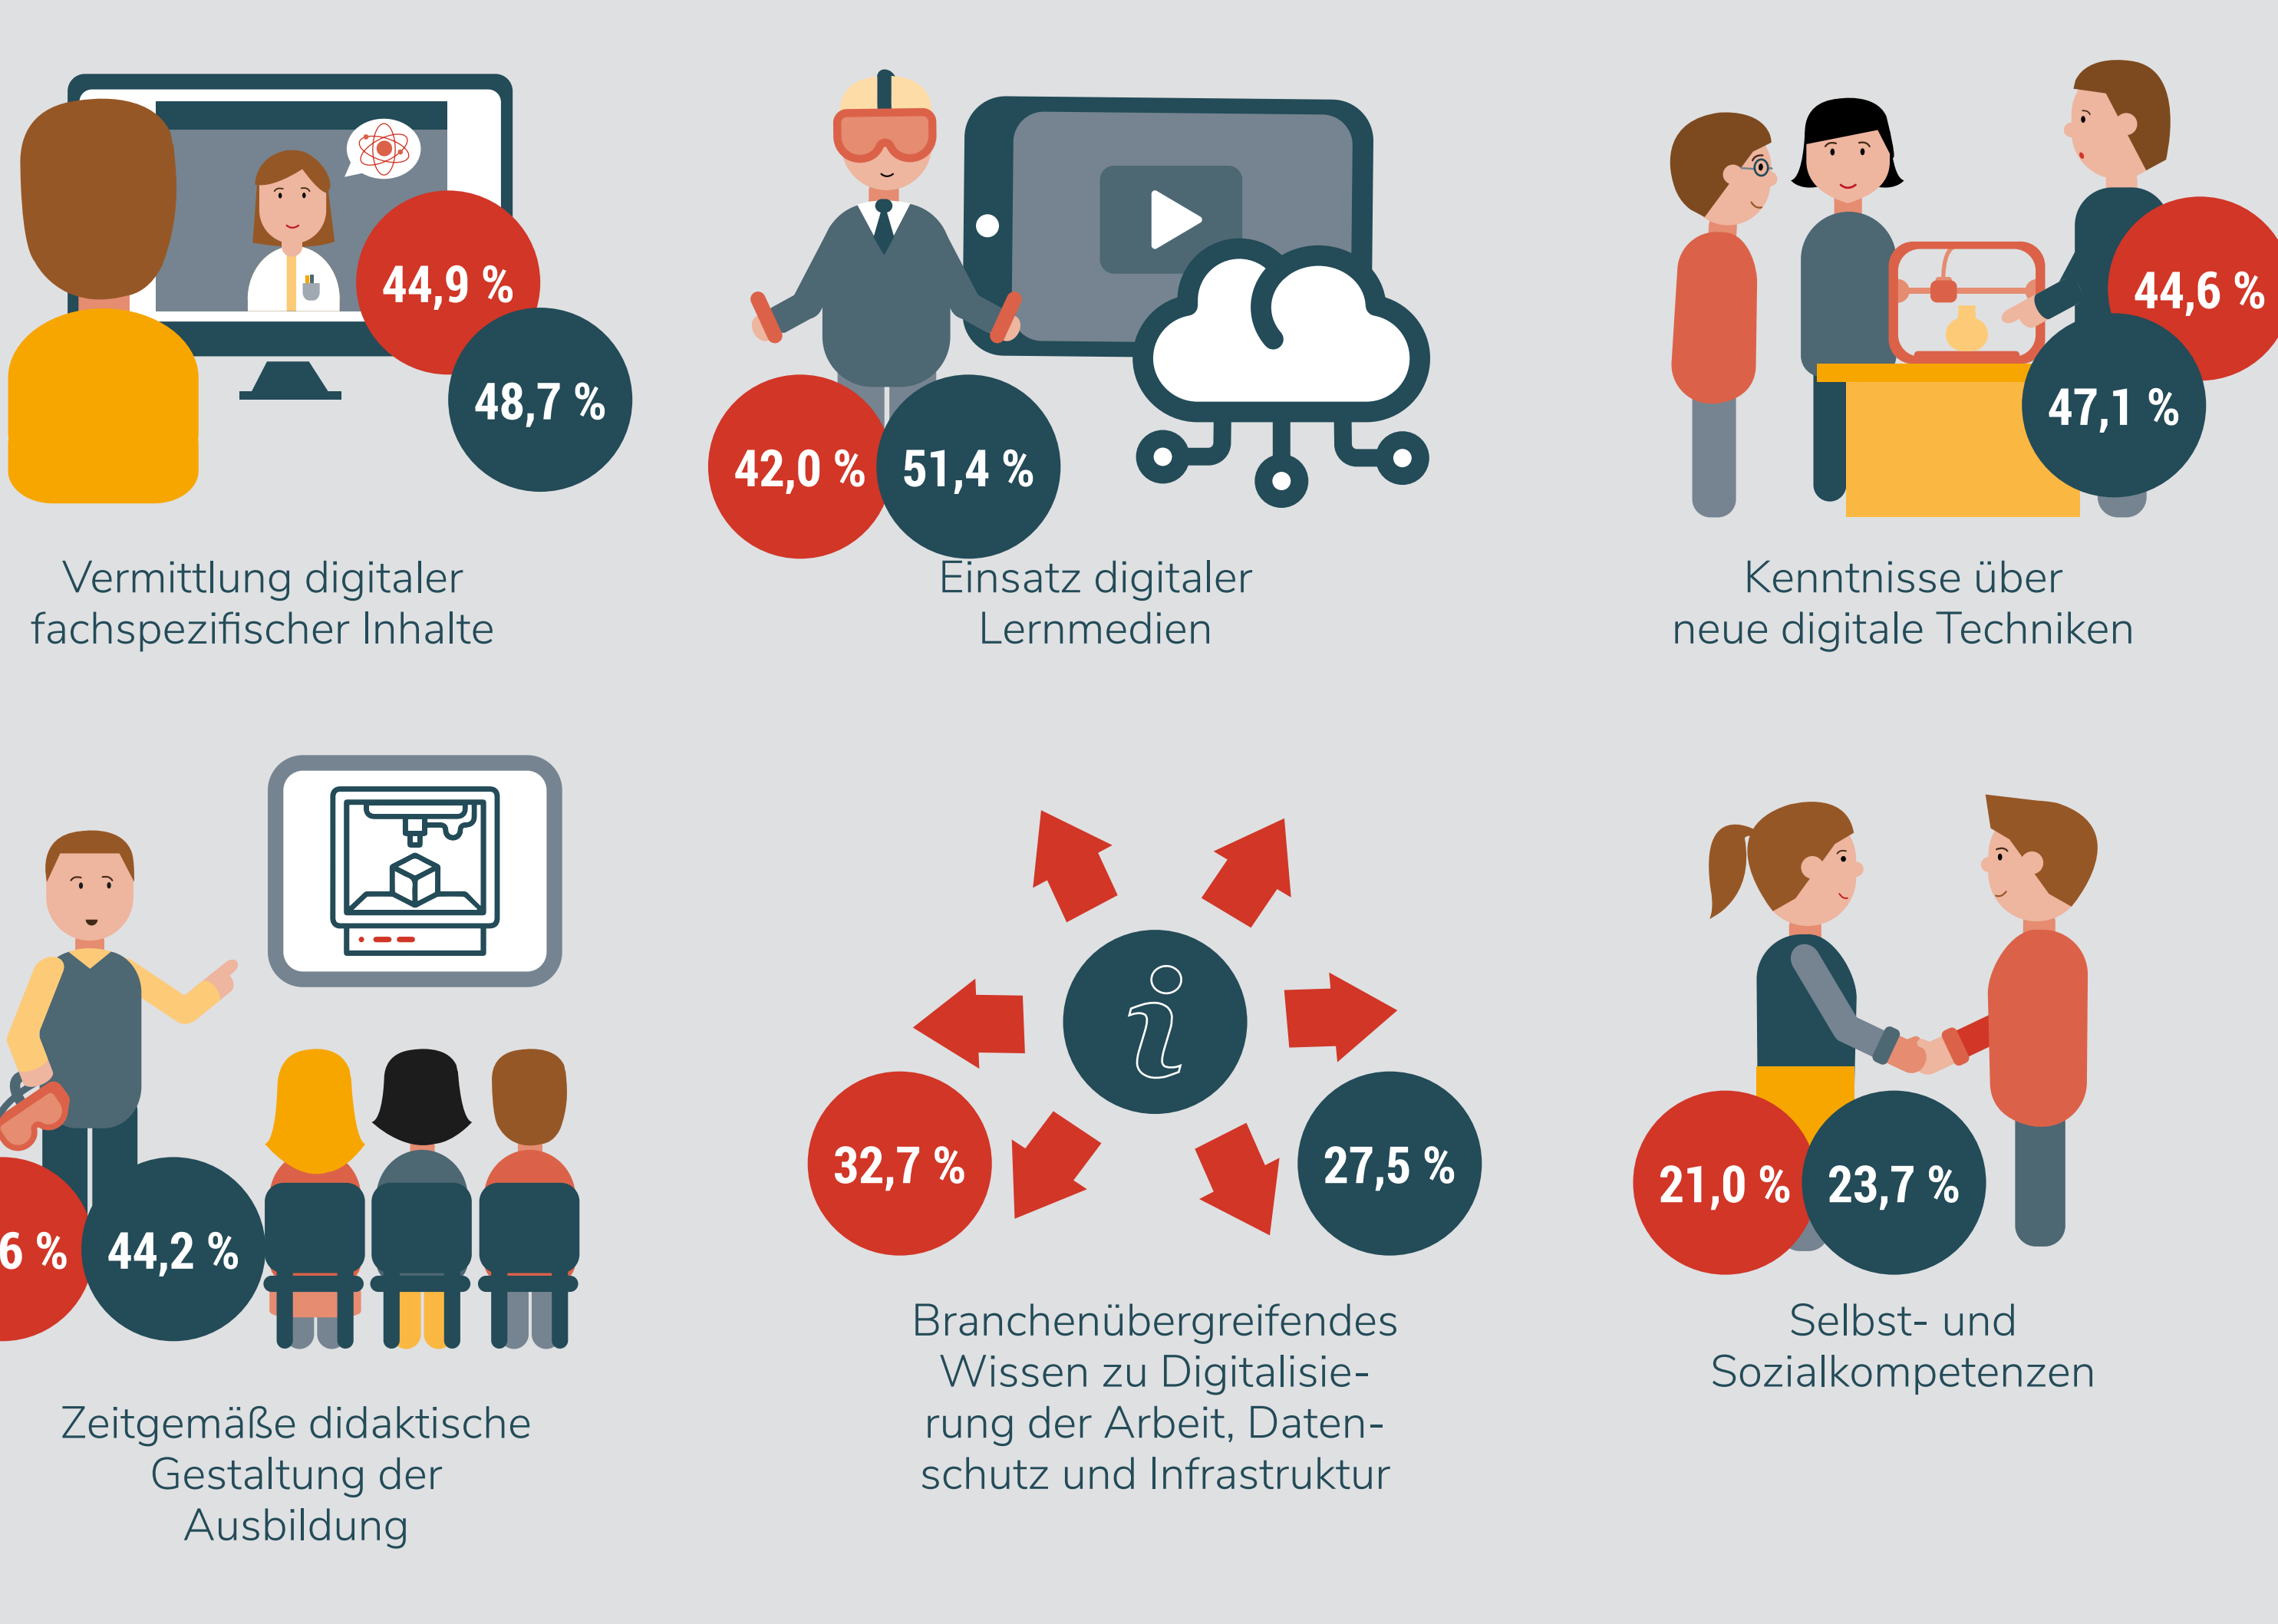 44,9 %
48,7 %
Vermittlung digitaler
fachspezifischer Inhalte
42,0 %
51,4 %
Einsatz digitaler
Lernmedien
44,6 %
47,1 %
Kenntnisse über
neue digitale Techniken
6 %
44,2 %
Zeitgemäße didaktische
Gestaltung der
Ausbildung
i
32,7 %
27,5 %
Branchenübergreifendes
Wissen zu Digitalisie-
rung der Arbeit, Daten-
schutz und Infrastruktur
21,0 %
23,7 %
Selbst- und
Sozialkompetenzen